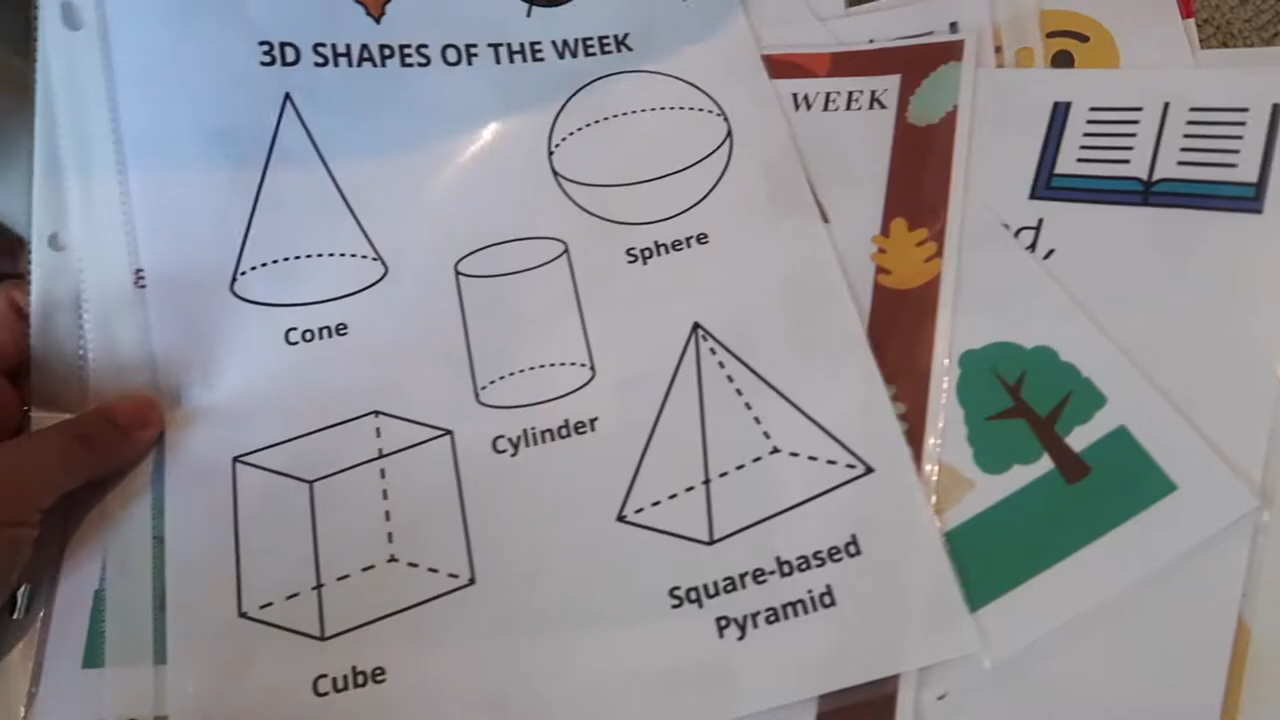 3D SHAPES OF THE WEEK
Cone
Sphere
Cylinder
Cube
Square-based
Pyramid
WEEK
d,